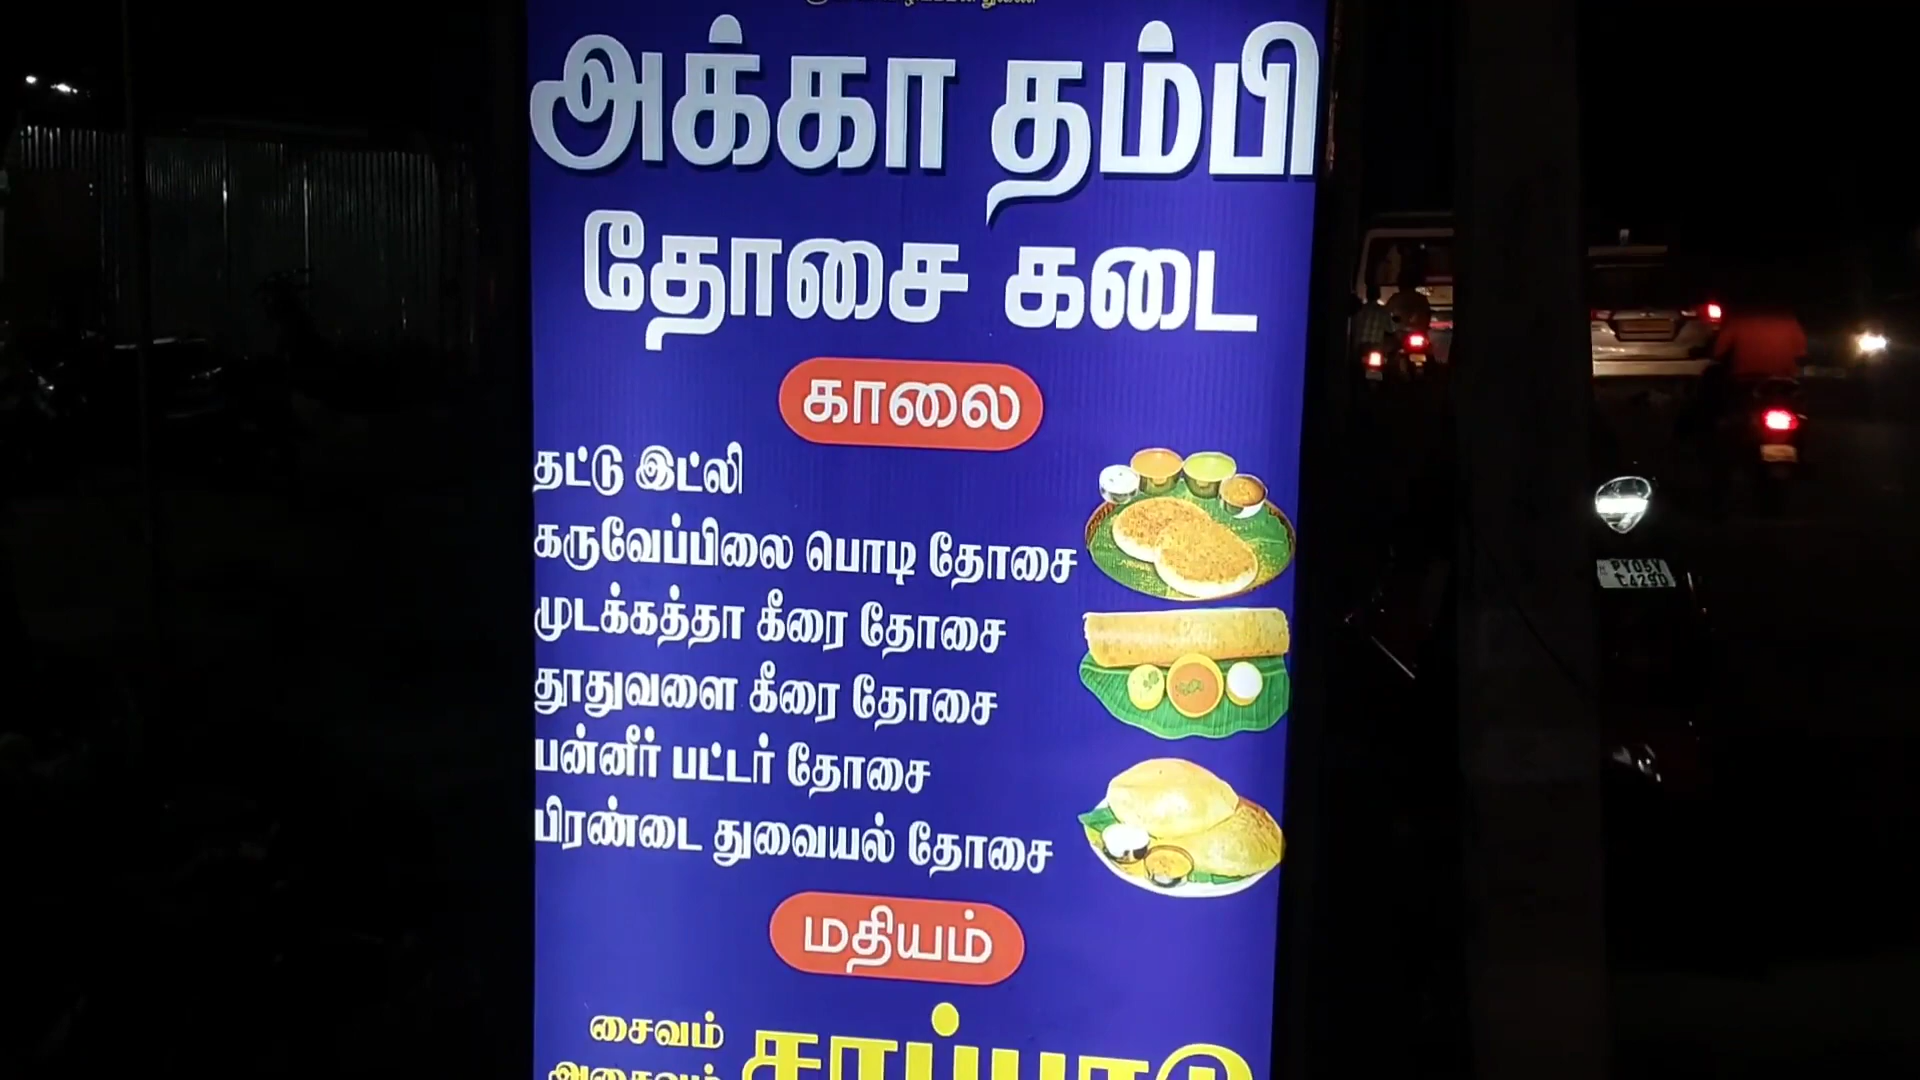 அக்கா தம்பி
தோசை கடை
காலை
தட்டு இட்லி
கருவேப்பிலை பொடி தோசை
முடக்கத்தா கீரை தோசை
தூதுவளை கீரை தோசை
பன்னீர் பட்டர் தோசை
பிரண்டை துவையல் தோசை
மதியம்
சைவம்
அசைவம்
சாப்பாடு
PY05V